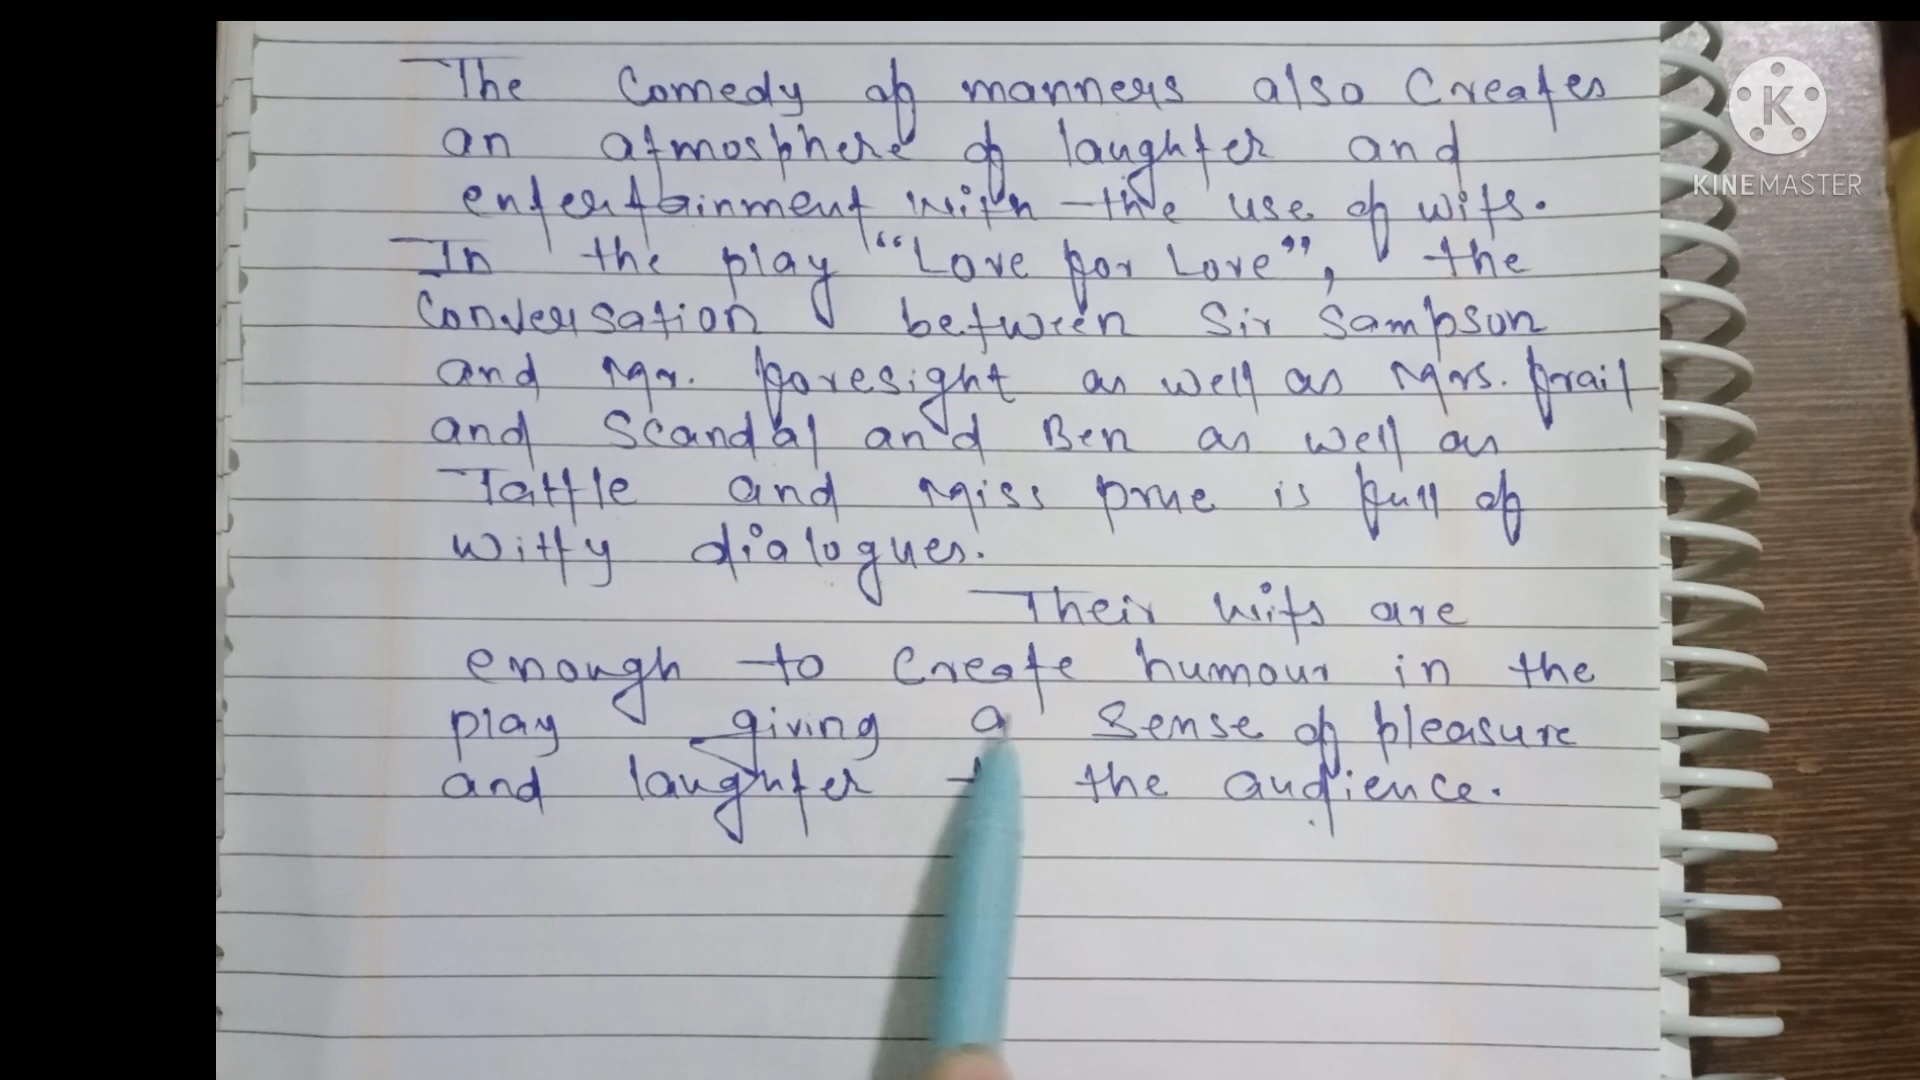 The Comedy of manners also Creates
an atmosphere of laughter and
entertainment with the use of wits.
In the play "Love for Love", the
Conversation between Sir Sampson
and Mr. foresight as well as Mrs. frail
and Scandal and Ben as well as
Tattle and Miss prue is full of
witty dialogues.
Their wits are
enough to Create humour in the
play giving a Sense of pleasure
and laughter the audience.
K
KINEMASTER